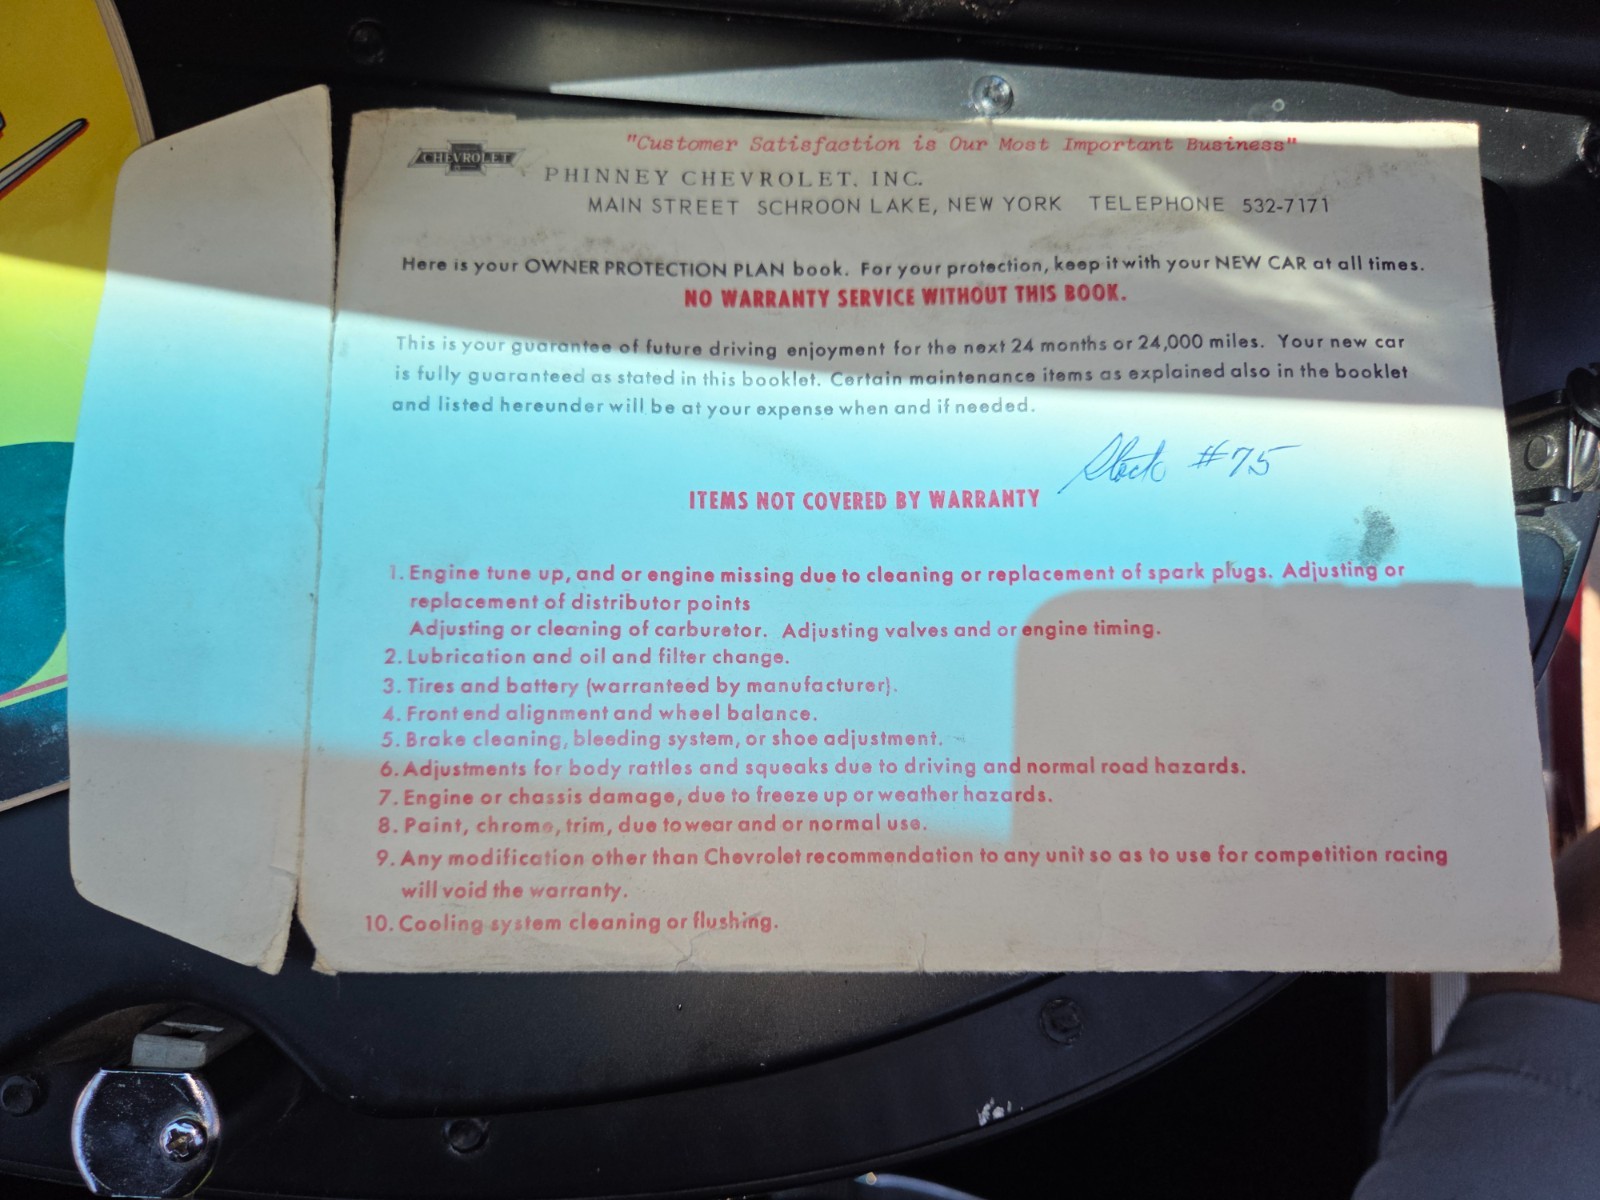 "Customer Satisfaction is Our Most Important Business"
CHEVROLET
PHINNEY CHEVROLET. INC.
MAIN STREET SCHROON LAKE, NEW YORK TELEPHONE 532-7171
Here is your OWNER PROTECTION PLAN book. For your protection, keep it with your NEW CAR at all times.
NO WARRANTY SERVICE WITHOUT THIS BOOK.
This is your guarantee of future driving enjoyment for the next 24 months or 24,000 miles. Your new car
is fully guaranteed as stated in this booklet. Certain maintenance items as explained also in the booklet
and listed hereunder will be at your expense when and if needed.
Stock #75
ITEMS NOT COVERED BY WARRANTY
1. Engine tune up, and or engine missing due to cleaning or replacement of spark plugs. Adjusting or
replacement of distributor points
Adjusting or cleaning of carburetor. Adjusting valves and or engine timing.
2. Lubrication and oil and filter change.
3. Tires and battery (warranteed by manufacturer).
4. Front end alignment and wheel balance.
5. Brake cleaning, bleeding system, or shoe adjustment.
6. Adjustments for body rattles and squeaks due to driving and normal road hazards.
7. Engine or chassis damage, due to freeze up or weather hazards.
8. Paint, chrome, trim, due to wear and or normal use.
9. Any modification other than Chevrolet recommendation to any unit so as to use for competition racing
will void the warranty.
10. Cooling system cleaning or flushing.